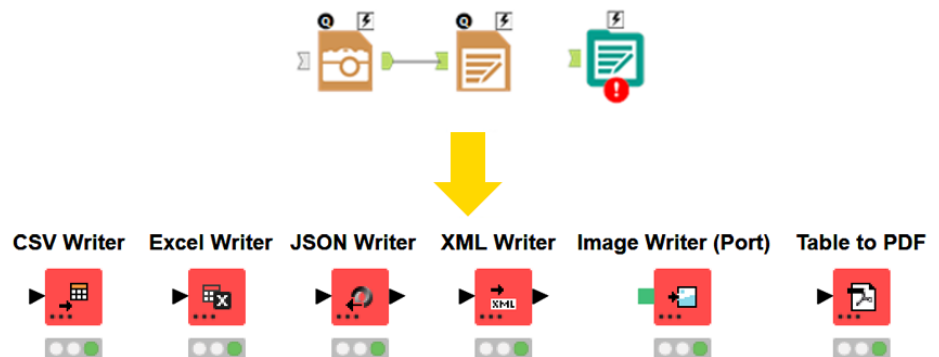 Q
Q
!
CSV Writer
Excel Writer
JSON Writer
XML Writer
Image Writer (Port)
Table to PDF
X
XML